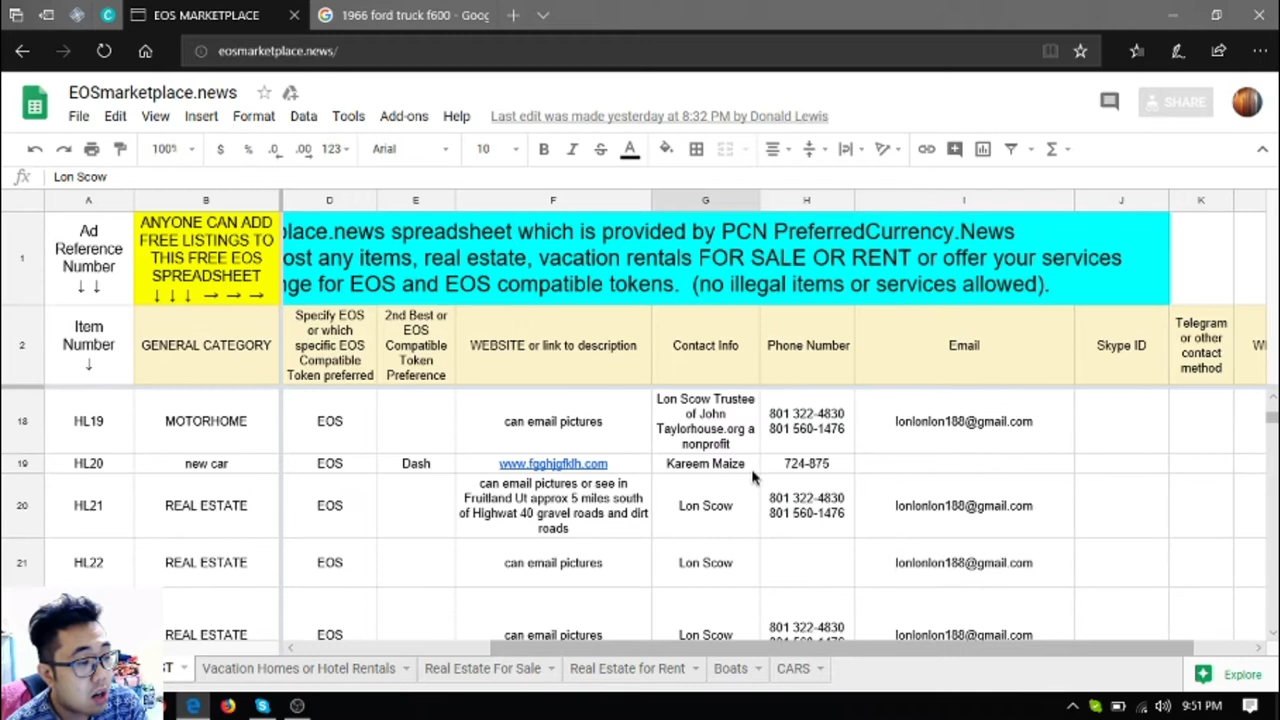 EOS MARKETPLACE
1966 ford truck f600 - Goog
eosmarketplace.news/
EOSmarketplace.news
SHARE
File Edit View Insert Format Data Tools Add-ons Help Last edit was made yesterday at 8:32 PM by Donald Lewis
100% $ % .0 .00 123 Arial 10 B I S A
fx Lon Scow
A B D E F G H I J K
1
Ad
Reference
Number
↓ ↓
ANYONE CAN ADD
FREE LISTINGS TO
THIS FREE EOS
SPREADSHEET
↓ ↓ ↓ → → →
place.news spreadsheet which is provided by PCN PreferredCurrency.News
ost any items, real estate, vacation rentals FOR SALE OR RENT or offer your services
nge for EOS and EOS compatible tokens. (no illegal items or services allowed).
2
Item
Number
↓
GENERAL CATEGORY
Specify EOS
or which
specific EOS
Compatible
Token preferred
2nd Best or
EOS
Compatible
Token
Preference
WEBSITE or link to description
Contact Info
Phone Number
Email
Skype ID
Telegram
or other
contact
method
WI
18
HL19
MOTORHOME
EOS
can email pictures
Lon Scow Trustee
of John
Taylorhouse.org a
nonprofit
801 322-4830
801 560-1476
lonlonlon188@gmail.com
19
HL20
new car
EOS
Dash
www.fgghjgfklh.com
Kareem Maize
724-875
20
HL21
REAL ESTATE
EOS
can email pictures or see in
Fruitland Ut approx 5 miles south
of Highwat 40 gravel roads and dirt
roads
Lon Scow
801 322-4830
801 560-1476
lonlonlon188@gmail.com
21
HL22
REAL ESTATE
EOS
can email pictures
Lon Scow
lonlonlon188@gmail.com
REAL ESTATE
EOS
can email pictures
Lon Scow
801 322-4830
lonlonlon188@gmail.com
ST
Vacation Homes or Hotel Rentals
Real Estate For Sale
Real Estate for Rent
Boats
CARS
Explore
9:51 PM